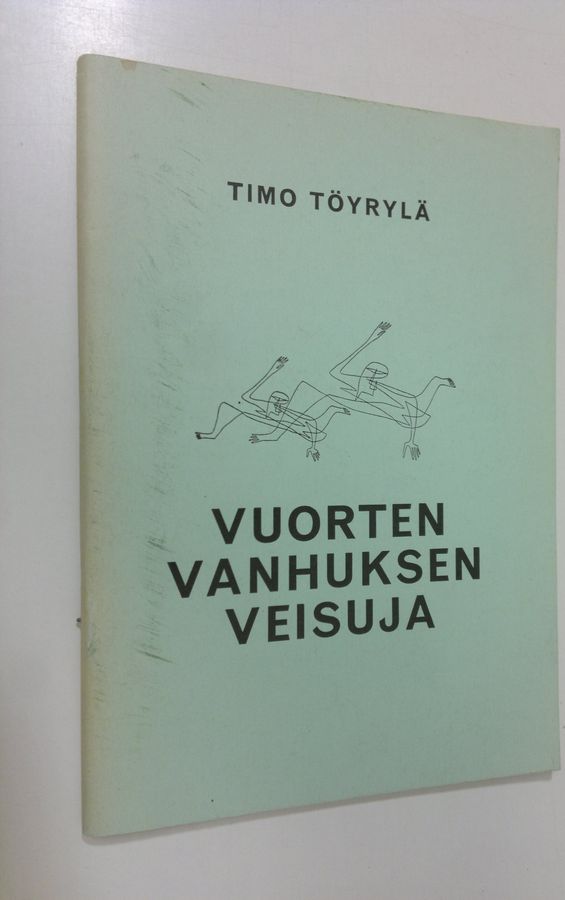 TIMO TÖYRYLÄ
VUORTEN
VANHUKSEN
VEISUJA